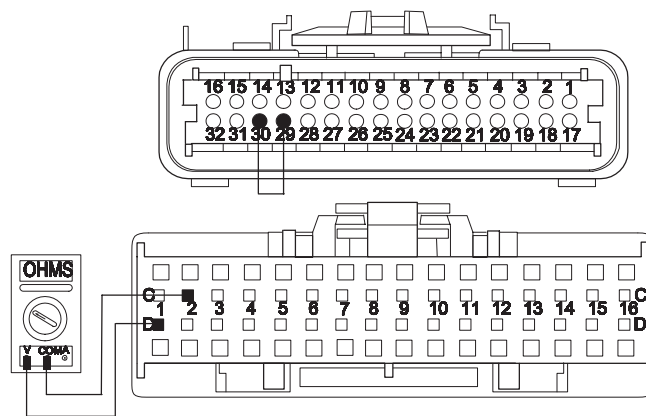 16 15 14 13 12 11 10 9 8 7 6 5 4 3 2 1
32 31 30 29 28 27 26 25 24 23 22 21 20 19 18 17
OHMS
V COMA
C C
1 2 3 4 5 6 7 8 9 10 11 12 13 14 15 16
D D